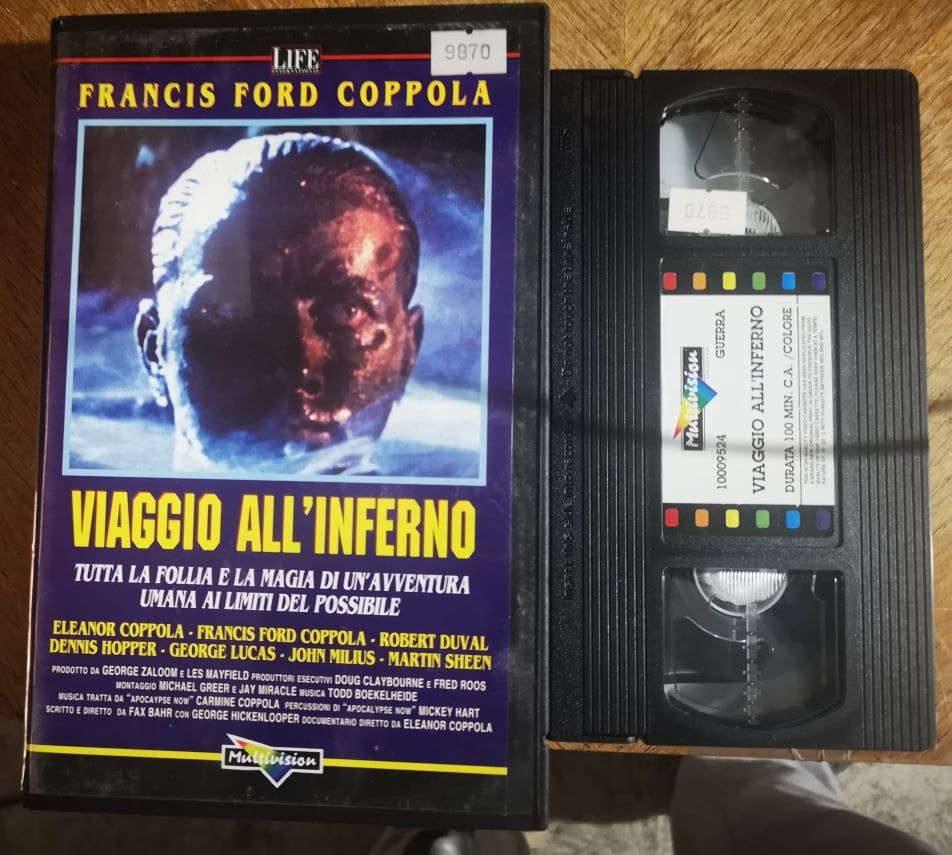 LIFE
INTERNATIONAL
9870
FRANCIS FORD COPPOLA
VIAGGIO ALL'INFERNO
TUTTA LA FOLLIA E LA MAGIA DI UN'AVVENTURA
UMANA AI LIMITI DEL POSSIBILE
ELEANOR COPPOLA - FRANCIS FORD COPPOLA - ROBERT DUVAL
DENNIS HOPPER - GEORGE LUCAS - JOHN MILIUS - MARTIN SHEEN
PRODOTTO DA GEORGE ZALOOM E LES MAYFIELD PRODUTTORI ESECUTIVI DOUG CLAYBOURNE E FRED ROOS
MONTAGGIO MICHAEL GREER E JAY MIRACLE MUSICA TODD BOEKELHEIDE
MUSICA TRATTA DA "APOCAYPSE NOW" CARMINE COPPOLA PERCUSSIONI DI "APOCALYPSE NOW" MICKEY HART
SCRITTO E DIRETTO DA FAX BAHR CON GEORGE HICKENLOOPER DOCUMENTARIO DIRETTO DA ELEANOR COPPOLA
Multivision
VHS
9870
Multivision
10009524 GUERRA
VIAGGIO ALL'INFERNO
DURATA 100 MIN. C.A. /COLORE